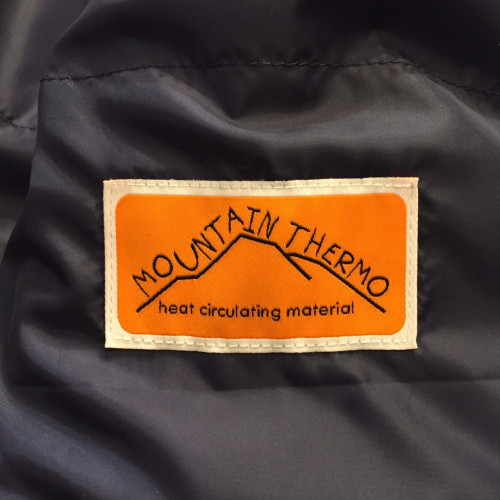 MOUNTAIN THERMO
heat circulating material